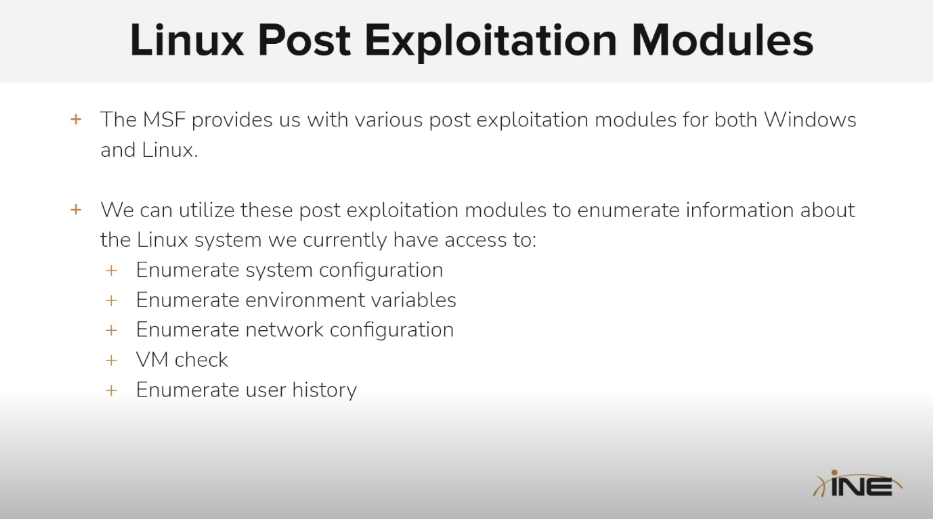 Linux Post Exploitation Modules
+ The MSF provides us with various post exploitation modules for both Windows
and Linux.
+ We can utilize these post exploitation modules to enumerate information about
the Linux system we currently have access to:
+ Enumerate system configuration
+ Enumerate environment variables
+ Enumerate network configuration
+ VM check
+ Enumerate user history
iNE